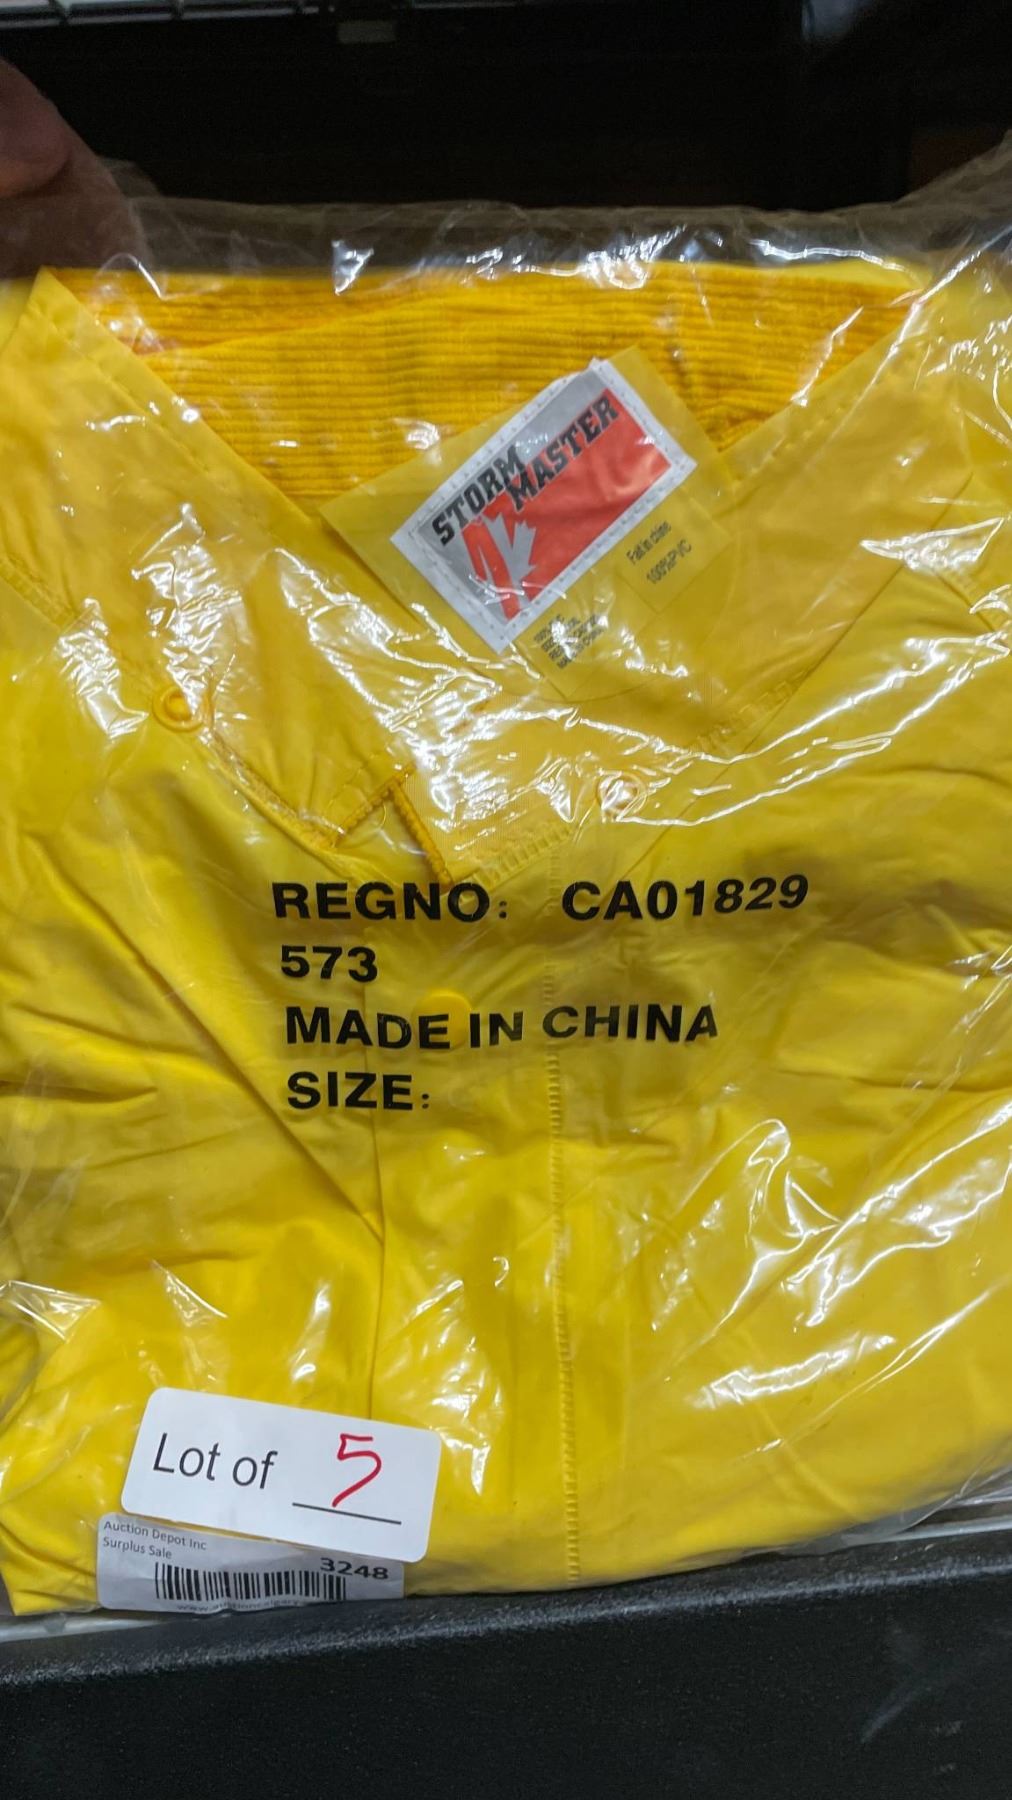 STORM
MASTER
Fait in chine
100%PVC
REGNO: CA01829
573
MADE IN CHINA
SIZE:
Lot of 5
Auction Depot Inc
Surplus Sale
3248